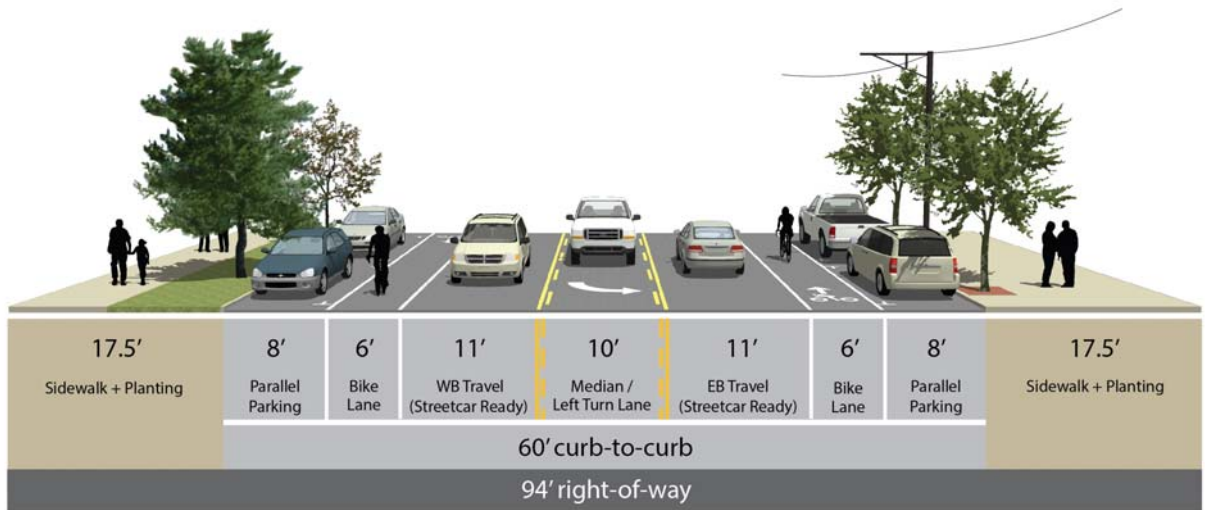 17.5’
Sidewalk + Planting
8’
Parallel
Parking
6’
Bike
Lane
11’
WB Travel
(Streetcar Ready)
10’
Median /
Left Turn Lane
11’
EB Travel
(Streetcar Ready)
6’
Bike
Lane
8’
Parallel
Parking
17.5’
Sidewalk + Planting
60’ curb-to-curb
94’ right-of-way